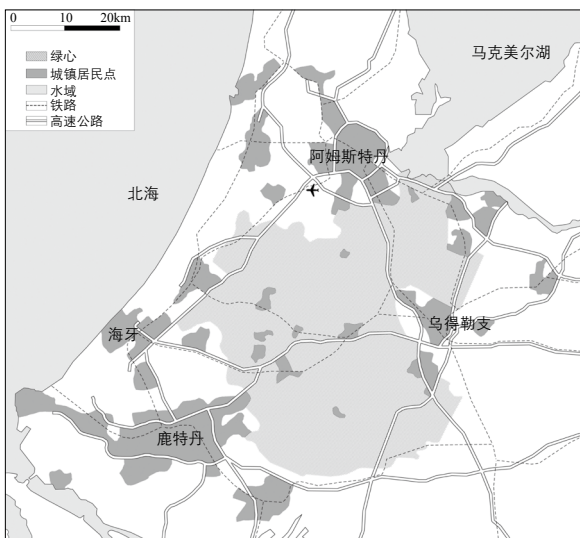 0 10 20km
绿心
城镇居民点
水域
铁路
高速公路
马克美尔湖
阿姆斯特丹
北海
海牙
乌得勒支
鹿特丹